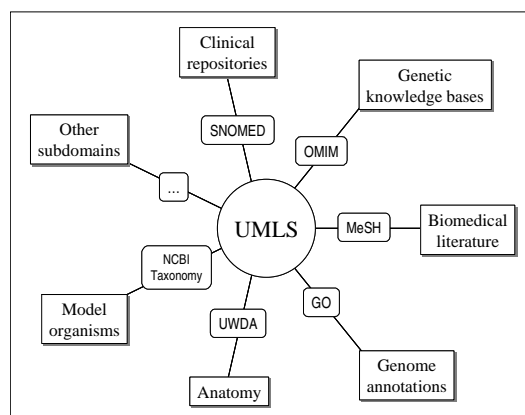 Clinical
repositories
Genetic
knowledge bases
SNOMED
Other
subdomains
OMIM
...
UMLS
MeSH
Biomedical
literature
NCBI
Taxonomy
Model
organisms
GO
UWDA
Genome
annotations
Anatomy